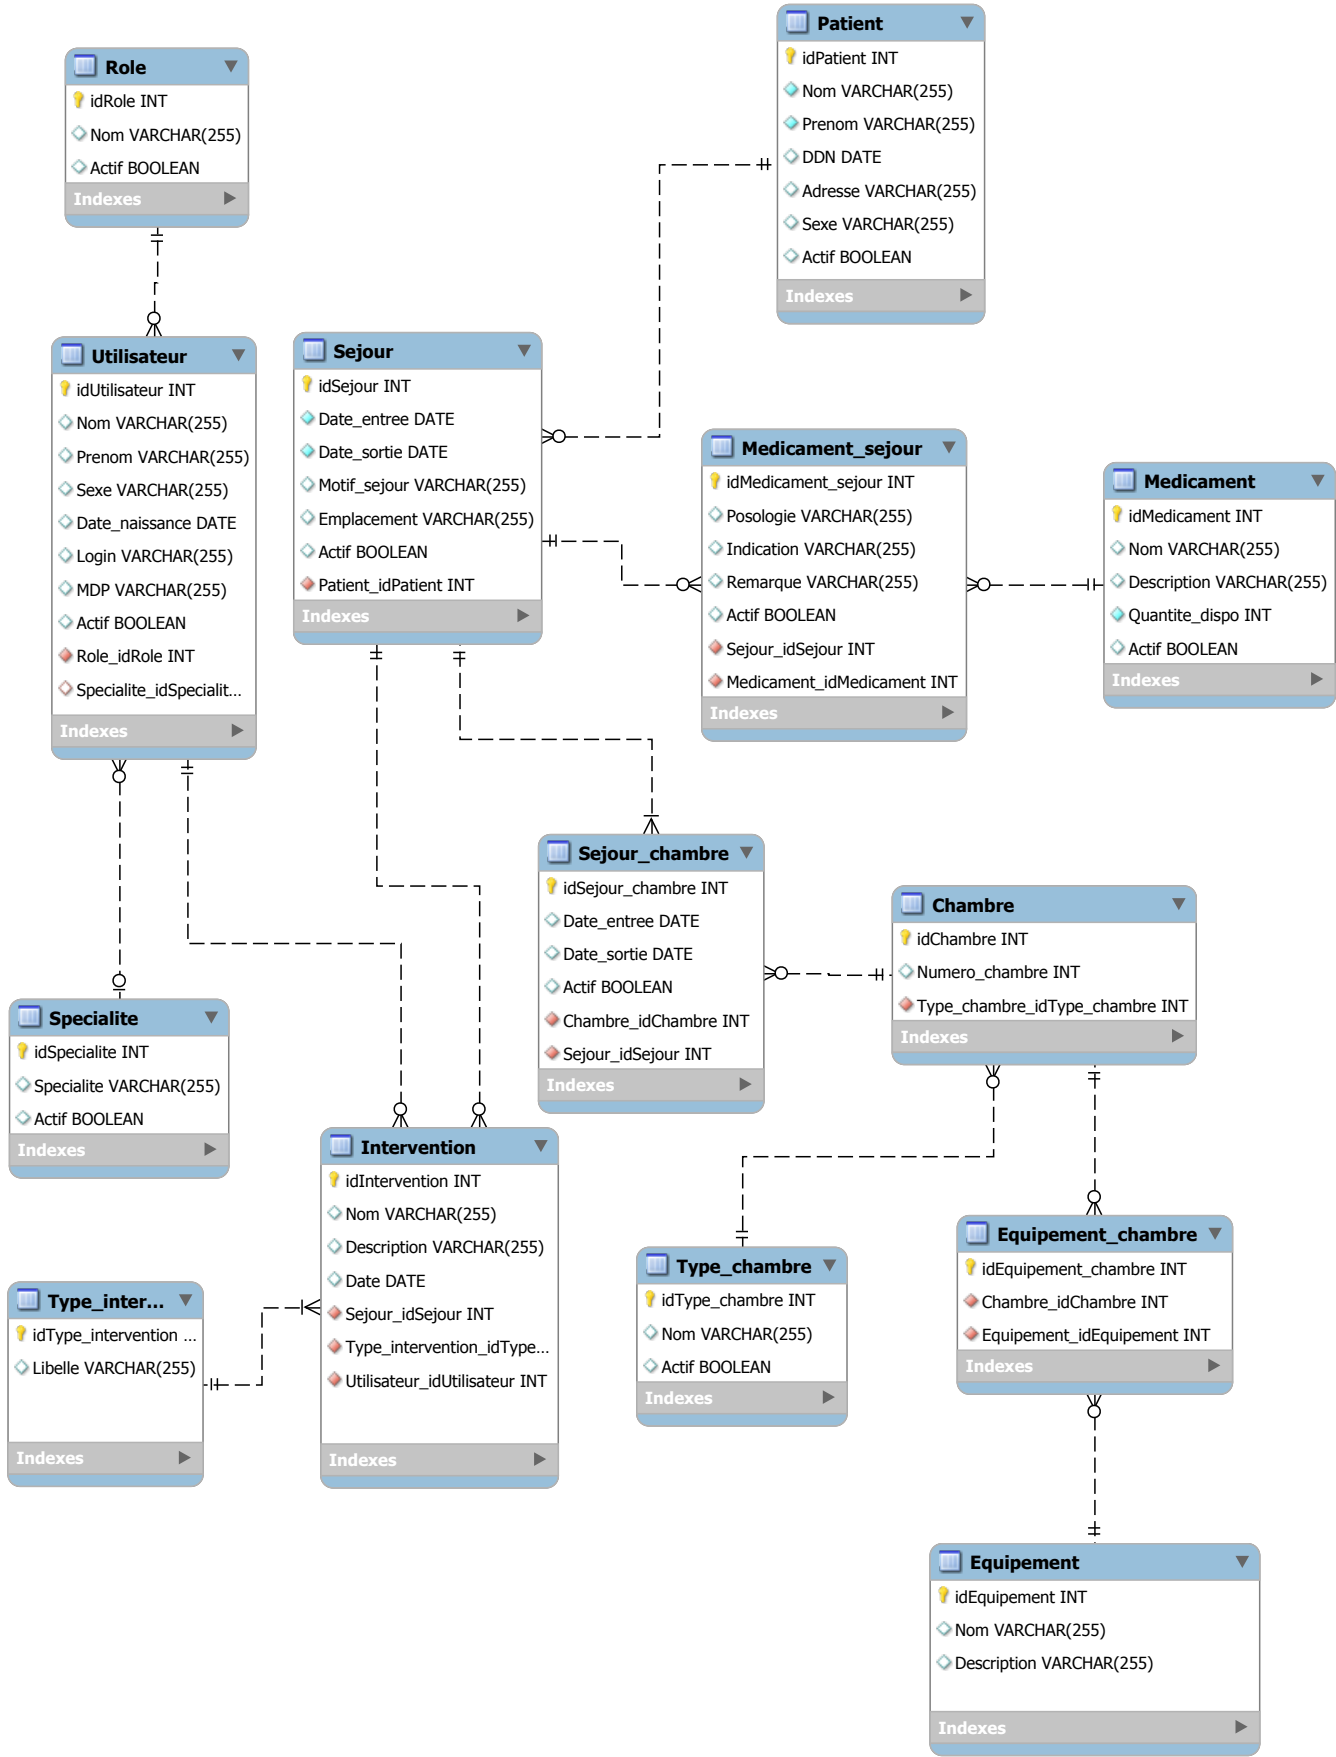 Patient
idPatient INT
Nom VARCHAR(255)
Prenom VARCHAR(255)
DDN DATE
Adresse VARCHAR(255)
Sexe VARCHAR(255)
Actif BOOLEAN
Indexes
Role
idRole INT
Nom VARCHAR(255)
Actif BOOLEAN
Indexes
Utilisateur
idUtilisateur INT
Nom VARCHAR(255)
Prenom VARCHAR(255)
Sexe VARCHAR(255)
Date_naissance DATE
Login VARCHAR(255)
MDP VARCHAR(255)
Actif BOOLEAN
Role_idRole INT
Specialite_idSpecialit...
Indexes
Sejour
idSejour INT
Date_entree DATE
Date_sortie DATE
Motif_sejour VARCHAR(255)
Emplacement VARCHAR(255)
Actif BOOLEAN
Patient_idPatient INT
Indexes
Medicament_sejour
idMedicament_sejour INT
Posologie VARCHAR(255)
Indication VARCHAR(255)
Remarque VARCHAR(255)
Actif BOOLEAN
Sejour_idSejour INT
Medicament_idMedicament INT
Indexes
Medicament
idMedicament INT
Nom VARCHAR(255)
Description VARCHAR(255)
Quantite_dispo INT
Actif BOOLEAN
Indexes
Sejour_chambre
idSejour_chambre INT
Date_entree DATE
Date_sortie DATE
Actif BOOLEAN
Chambre_idChambre INT
Sejour_idSejour INT
Indexes
Chambre
idChambre INT
Numero_chambre INT
Type_chambre_idType_chambre INT
Indexes
Specialite
idSpecialite INT
Specialite VARCHAR(255)
Actif BOOLEAN
Indexes
Intervention
idIntervention INT
Nom VARCHAR(255)
Description VARCHAR(255)
Date DATE
Sejour_idSejour INT
Type_intervention_idType...
Utilisateur_idUtilisateur INT
Indexes
Type_inter...
idType_intervention ...
Libelle VARCHAR(255)
Indexes
Type_chambre
idType_chambre INT
Nom VARCHAR(255)
Actif BOOLEAN
Indexes
Equipement_chambre
idEquipement_chambre INT
Chambre_idChambre INT
Equipement_idEquipement INT
Indexes
Equipement
idEquipement INT
Nom VARCHAR(255)
Description VARCHAR(255)
Indexes